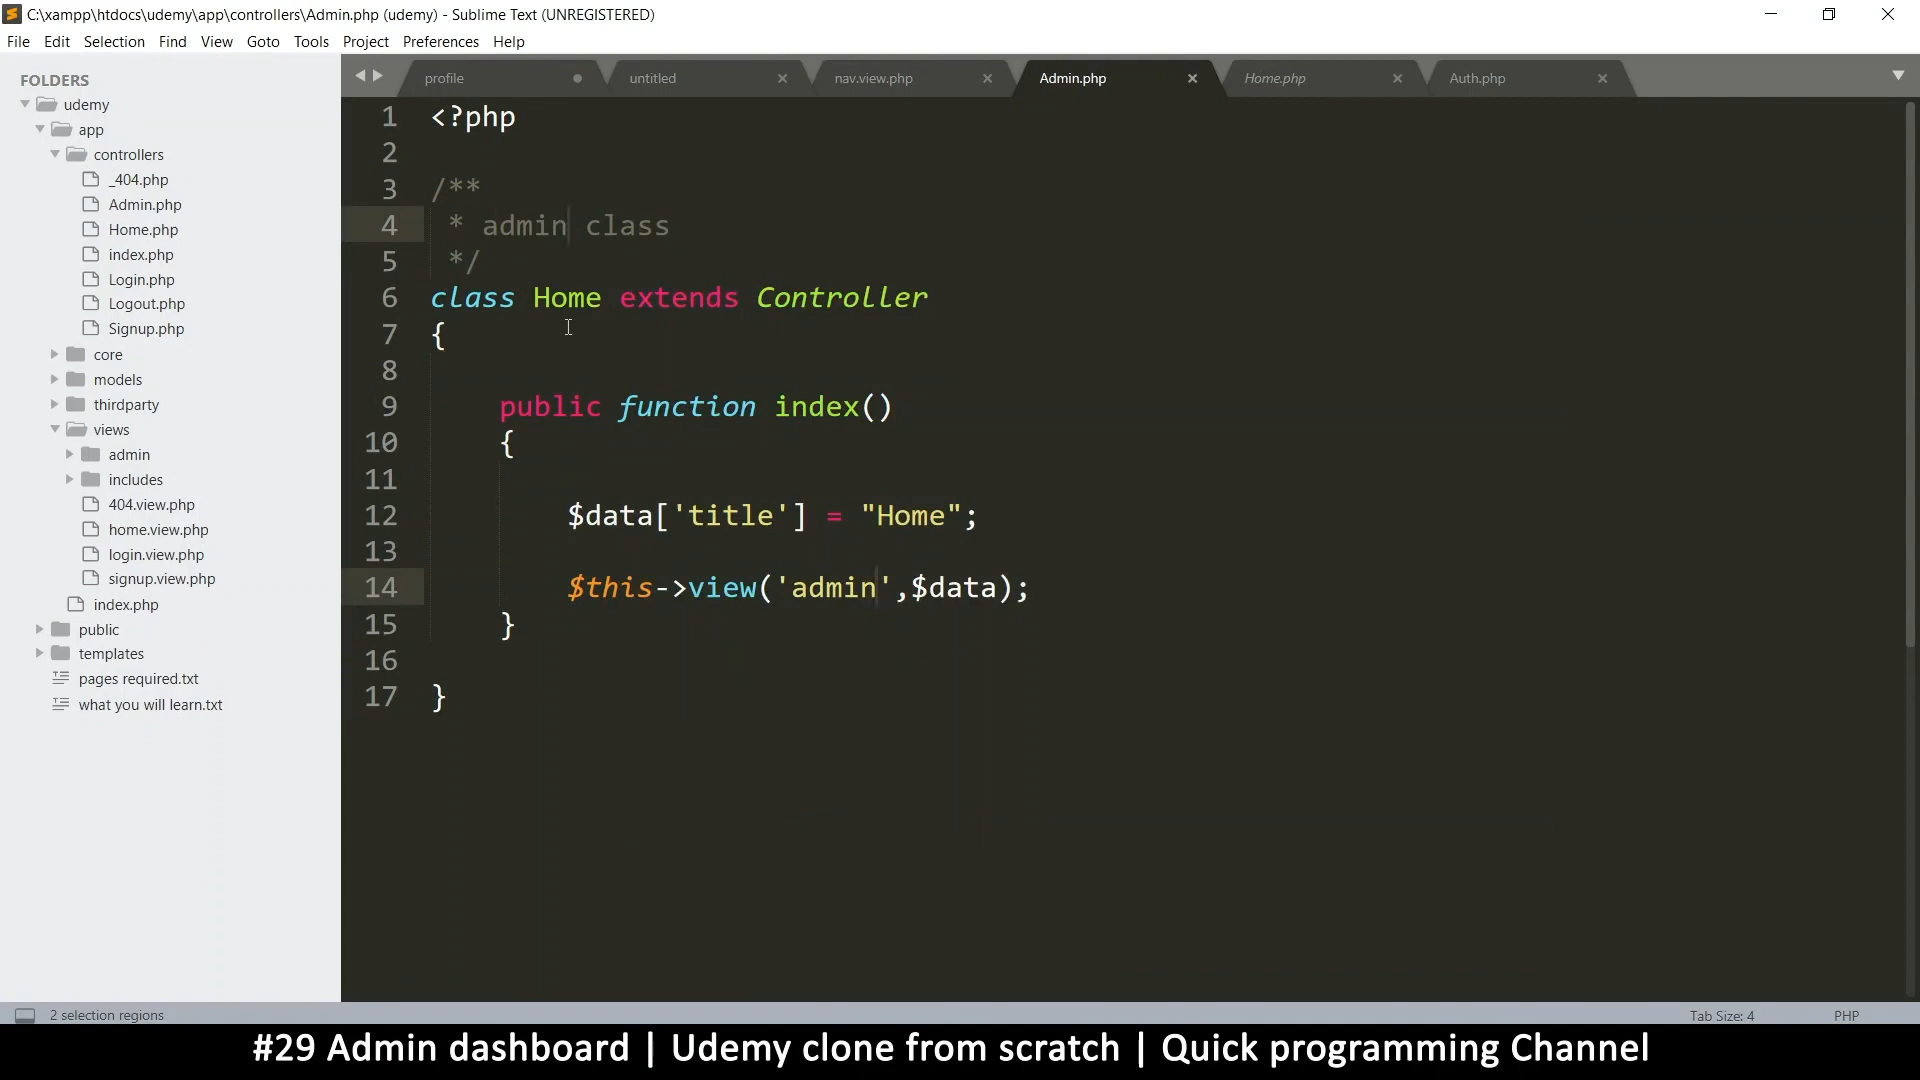 C:\xampp\htdocs\udemy\app\controllers\Admin.php (udemy) - Sublime Text (UNREGISTERED)
File Edit Selection Find View Goto Tools Project Preferences Help
FOLDERS
udemy
app
controllers
_404.php
Admin.php
Home.php
index.php
Login.php
Logout.php
Signup.php
core
models
thirdparty
views
admin
includes
404.view.php
home.view.php
login.view.php
signup.view.php
index.php
public
templates
pages required.txt
what you will learn.txt
profile untitled nav.view.php Admin.php Home.php Auth.php
1 <?php
2
3 /**
4 * admin class
5 */
6 class Home extends Controller
7 {
8
9 public function index()
10 {
11
12 $data['title'] = "Home";
13
14 $this->view('admin',$data);
15 }
16
17 }
2 selection regions Tab Size: 4 PHP
#29 Admin dashboard | Udemy clone from scratch | Quick programming Channel